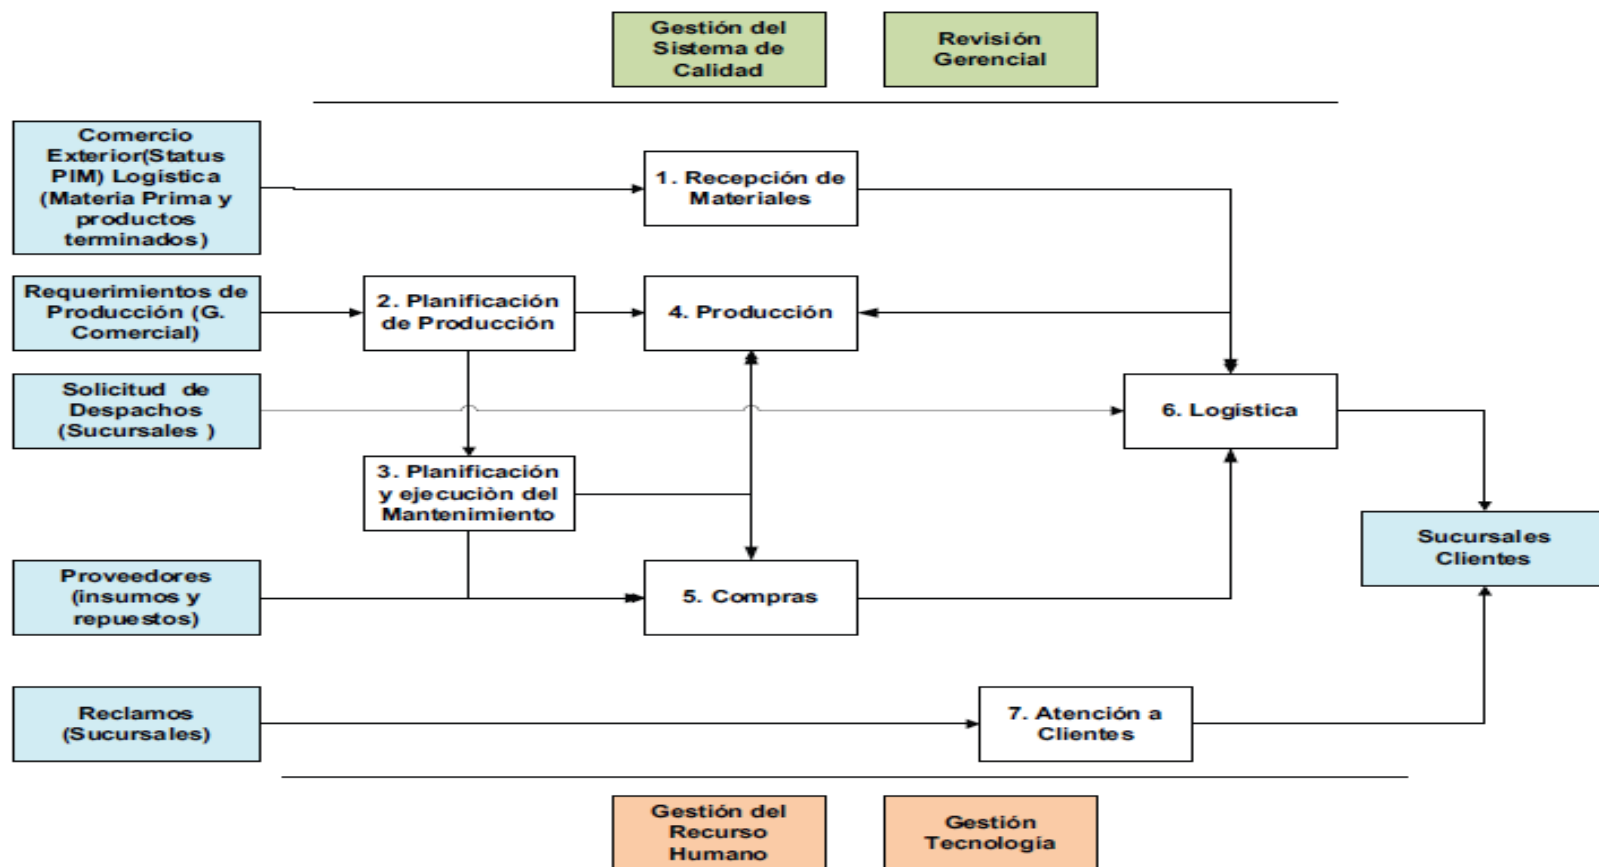 Gestión del
Sistema de
Calidad
Revisión
Gerencial
Comercio
Exterior(Status
PIM) Logística
(Materia Prima y
productos
terminados)
1. Recepción de
Materiales
Requerimientos de
Producción (G.
Comercial)
2. Planificación
de Producción
4. Producción
Solicitud de
Despachos
(Sucursales )
6. Logística
3. Planificación
y ejecuciòn del
Mantenimiento
Sucursales
Clientes
Proveedores
(insumos y
repuestos)
5. Compras
Reclamos
(Sucursales)
7. Atención a
Clientes
Gestión del
Recurso
Humano
Gestión
Tecnología